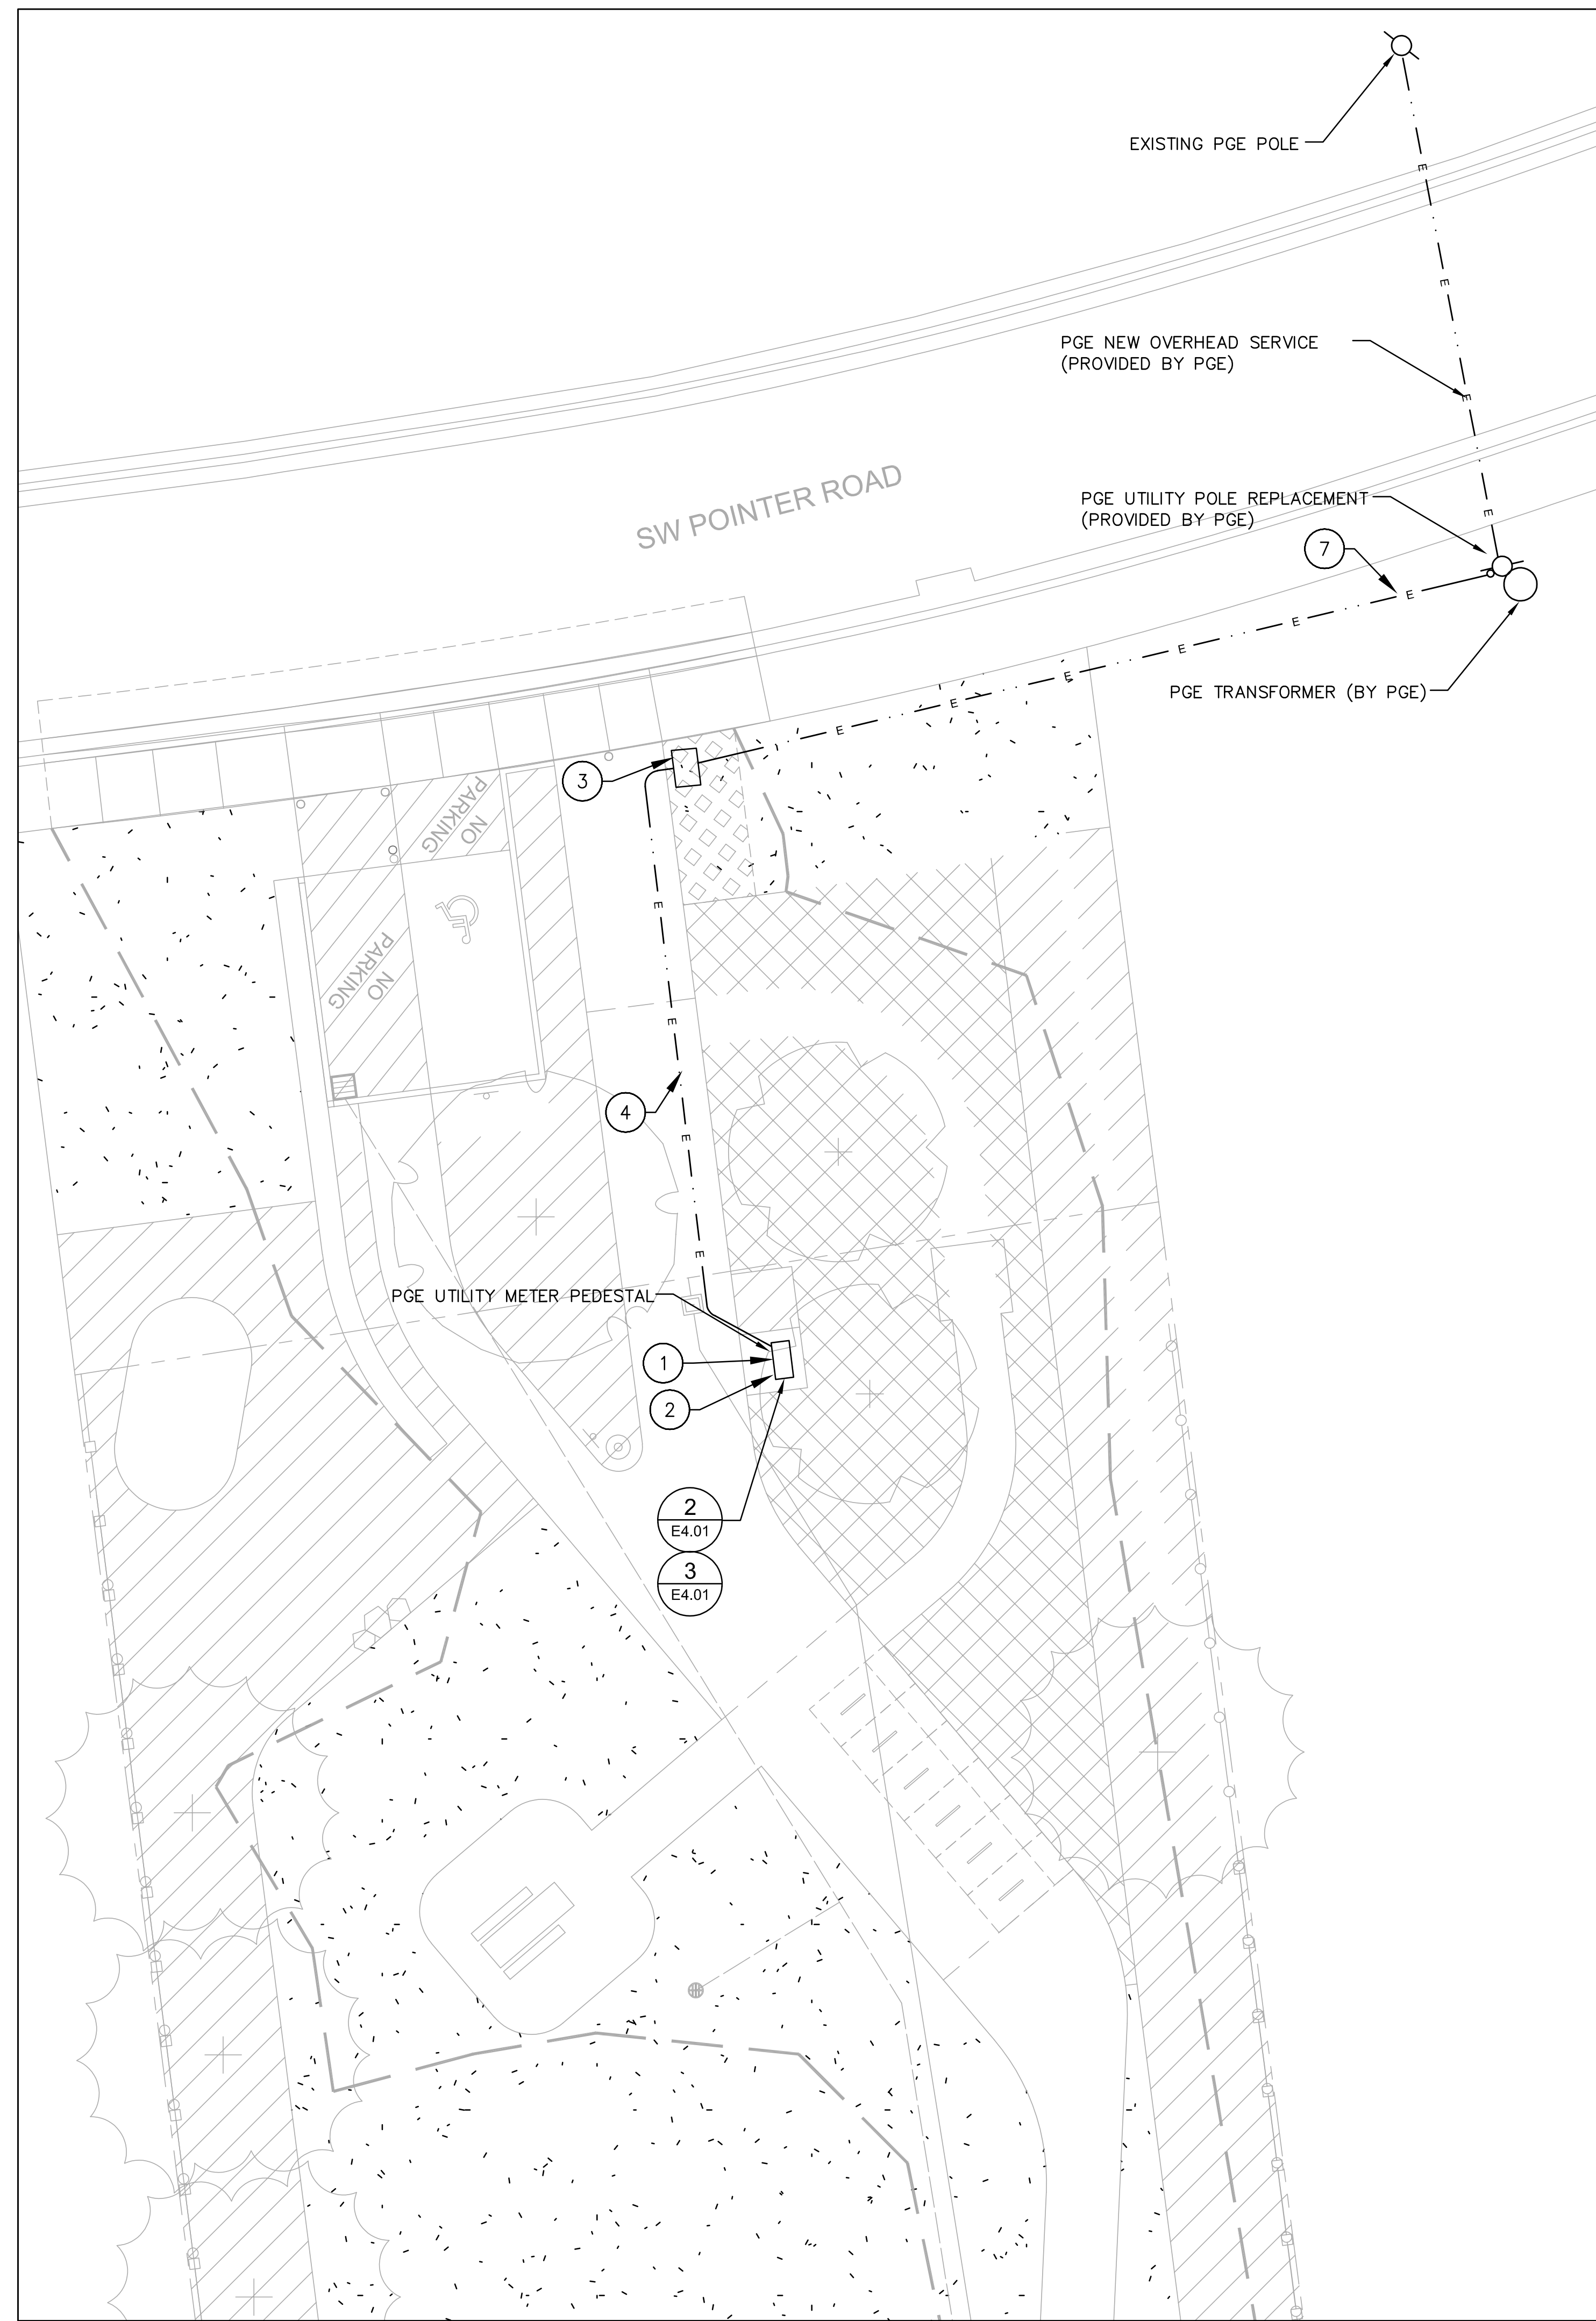 EXISTING PGE POLE
E
E
PGE NEW OVERHEAD SERVICE
(PROVIDED BY PGE)
E
SW POINTER ROAD
PGE UTILITY POLE REPLACEMENT
(PROVIDED BY PGE)
E
7
E
E
E
E
PGE TRANSFORMER (BY PGE)
E
E
3
NO
PARKING
E
NO
PARKING
E
4
E
E
PGE UTILITY METER PEDESTAL
1
2
2
E4.01
3
E4.01